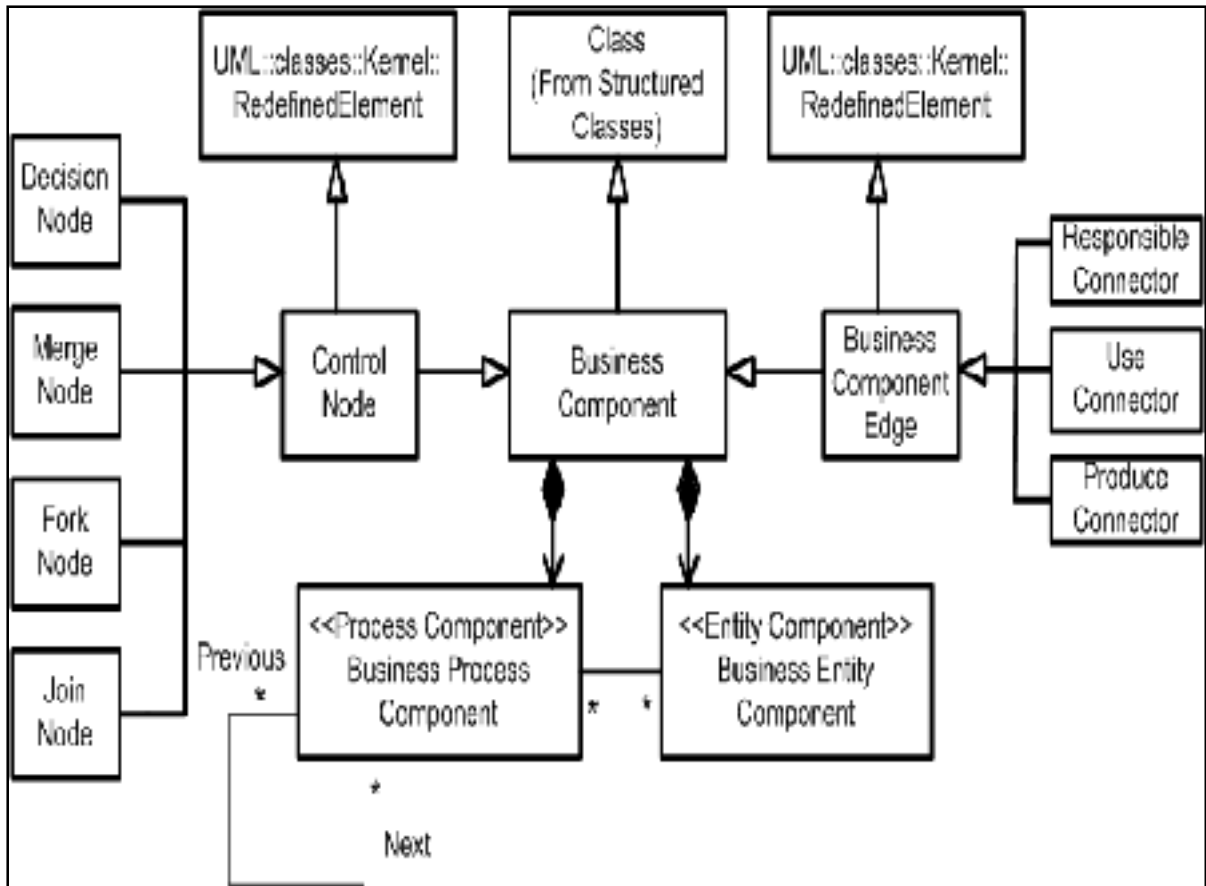 UML::classes::Kernel::
RedefinedElement
Class
(From Structured
Classes)
UML::classes::Kernel::
RedefinedElement
Decision
Node
Merge
Node
Fork
Node
Join
Node
Control
Node
Business
Component
Business
Component
Edge
Responsible
Connector
Use
Connector
Produce
Connector
<<Process Component>>
Business Process
Component
<<Entity Component>>
Business Entity
Component
Previous
*
*
*
*
Next